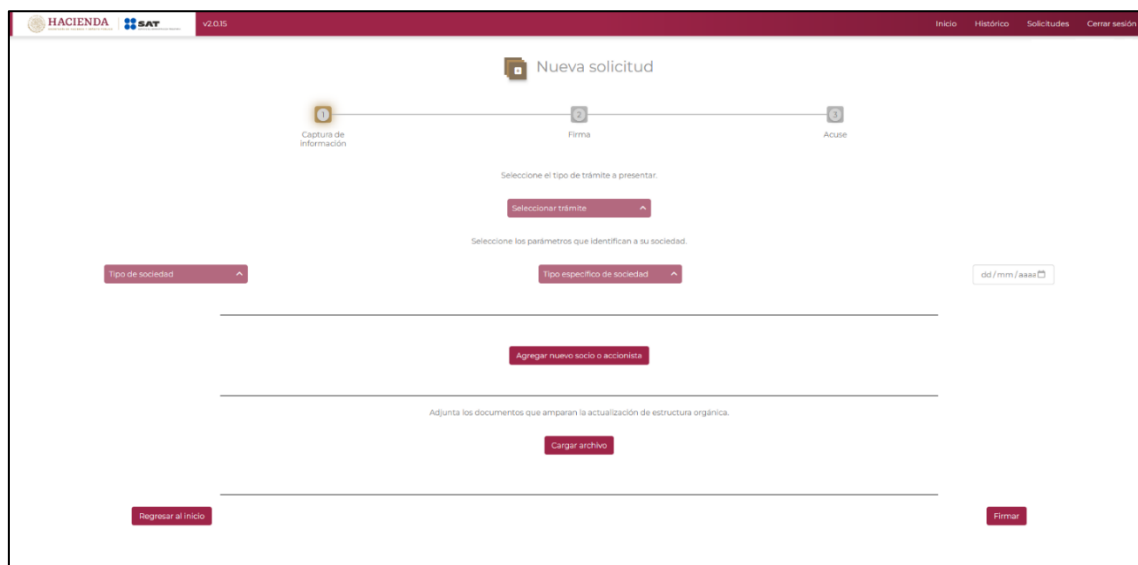 HACIENDA
SAT
v2.0.15
Inicio Histórico Solicitudes Cerrar sesión
Nueva solicitud
1 2 3
Captura de información
Firma
Acuse
Seleccione el tipo de trámite a presentar.
Seleccionar trámite
Seleccione los parámetros que identifican a su sociedad.
Tipo de sociedad
Tipo específico de sociedad
dd/mm/aaaa
Agregar nuevo socio o accionista
Adjunta los documentos que amparan la actualización de estructura orgánica.
Cargar archivo
Regresar al inicio
Firmar